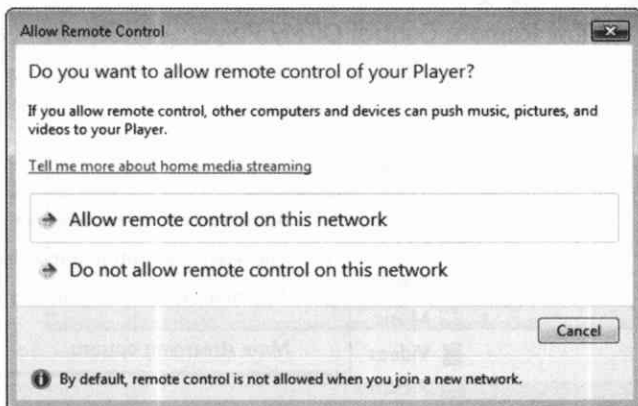 Allow Remote Control
Do you want to allow remote control of your Player?
If you allow remote control, other computers and devices can push music, pictures, and
videos to your Player.
Tell me more about home media streaming
Allow remote control on this network
Do not allow remote control on this network
Cancel
By default, remote control is not allowed when you join a new network.